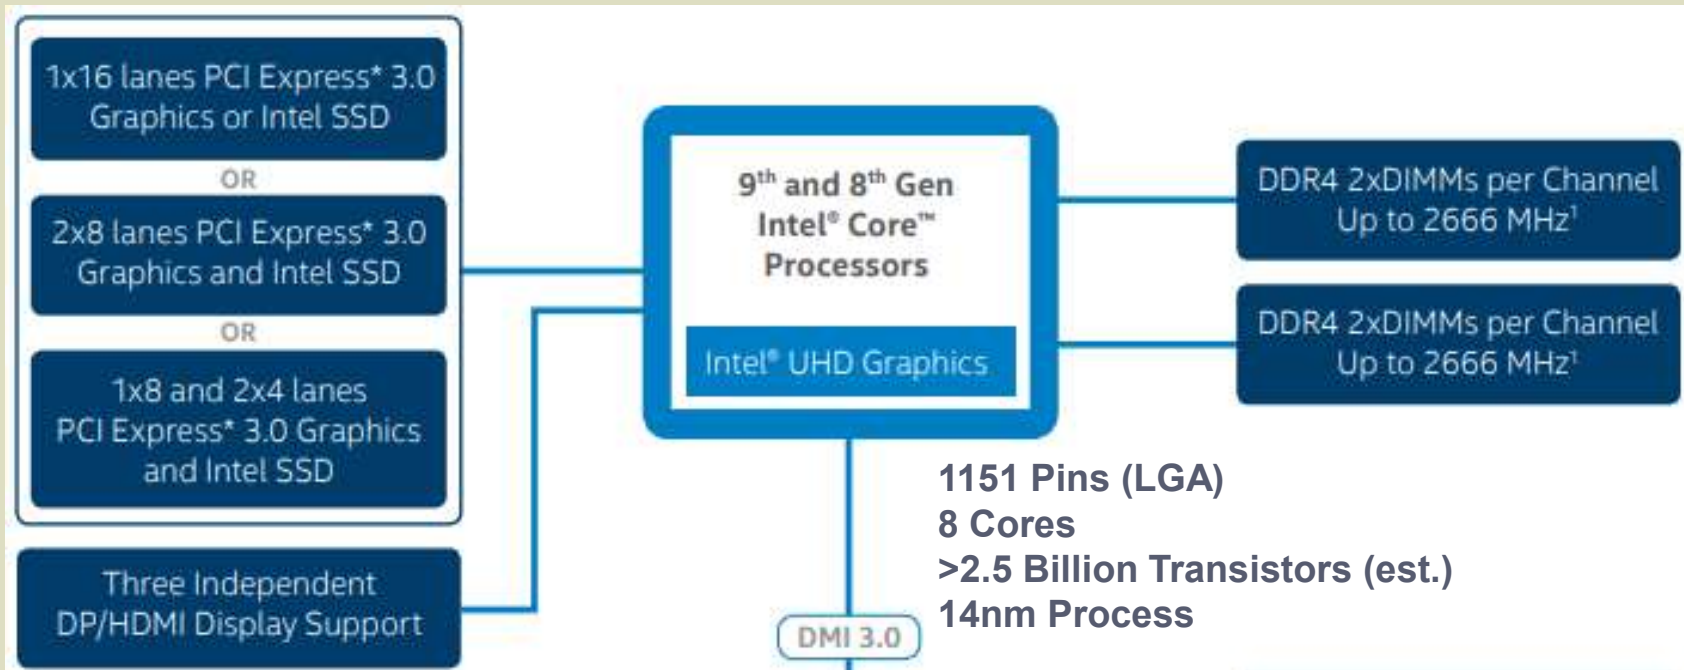 1x16 lanes PCI Express* 3.0
Graphics or Intel SSD
OR
2x8 lanes PCI Express* 3.0
Graphics and Intel SSD
OR
1x8 and 2x4 lanes
PCI Express* 3.0 Graphics
and Intel SSD
Three Independent
DP/HDMI Display Support
9th and 8th Gen
Intel® Core™
Processors
Intel® UHD Graphics
DDR4 2xDIMMs per Channel
Up to 2666 MHz¹
DDR4 2xDIMMs per Channel
Up to 2666 MHz¹
1151 Pins (LGA)
8 Cores
>2.5 Billion Transistors (est.)
14nm Process
DMI 3.0